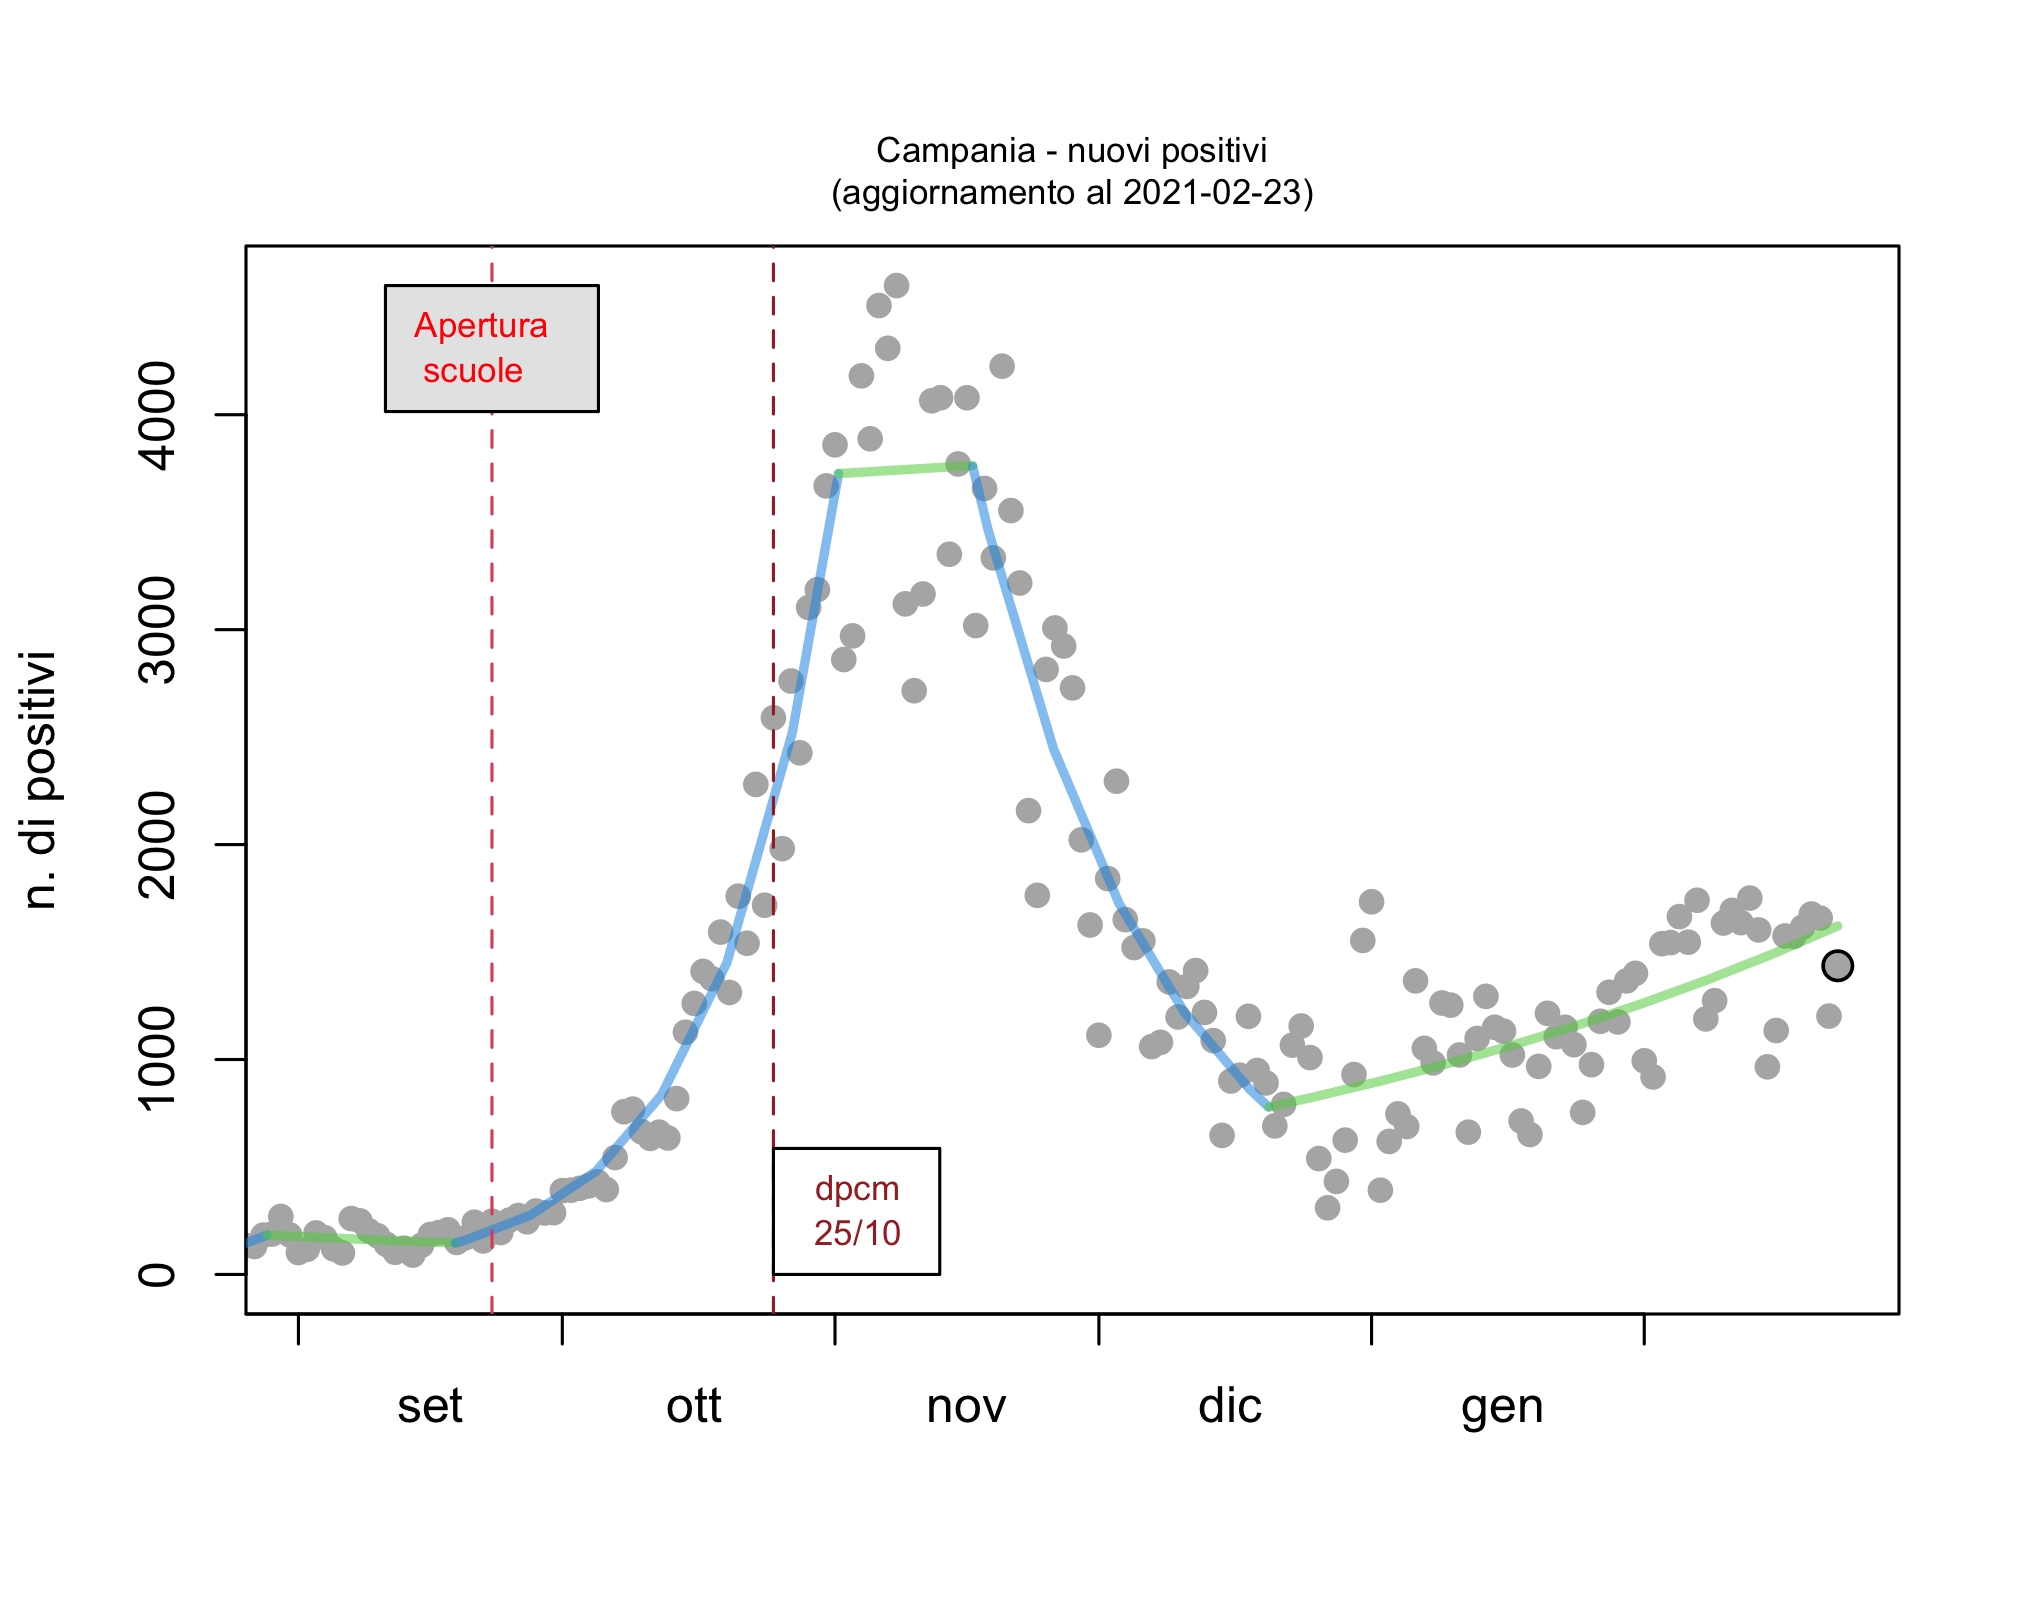 Campania - nuovi positivi
(aggiornamento al 2021-02-23)
Apertura
scuole
n. di positivi
4000
3000
2000
1000
0
dpcm
25/10
set
ott
nov
dic
gen